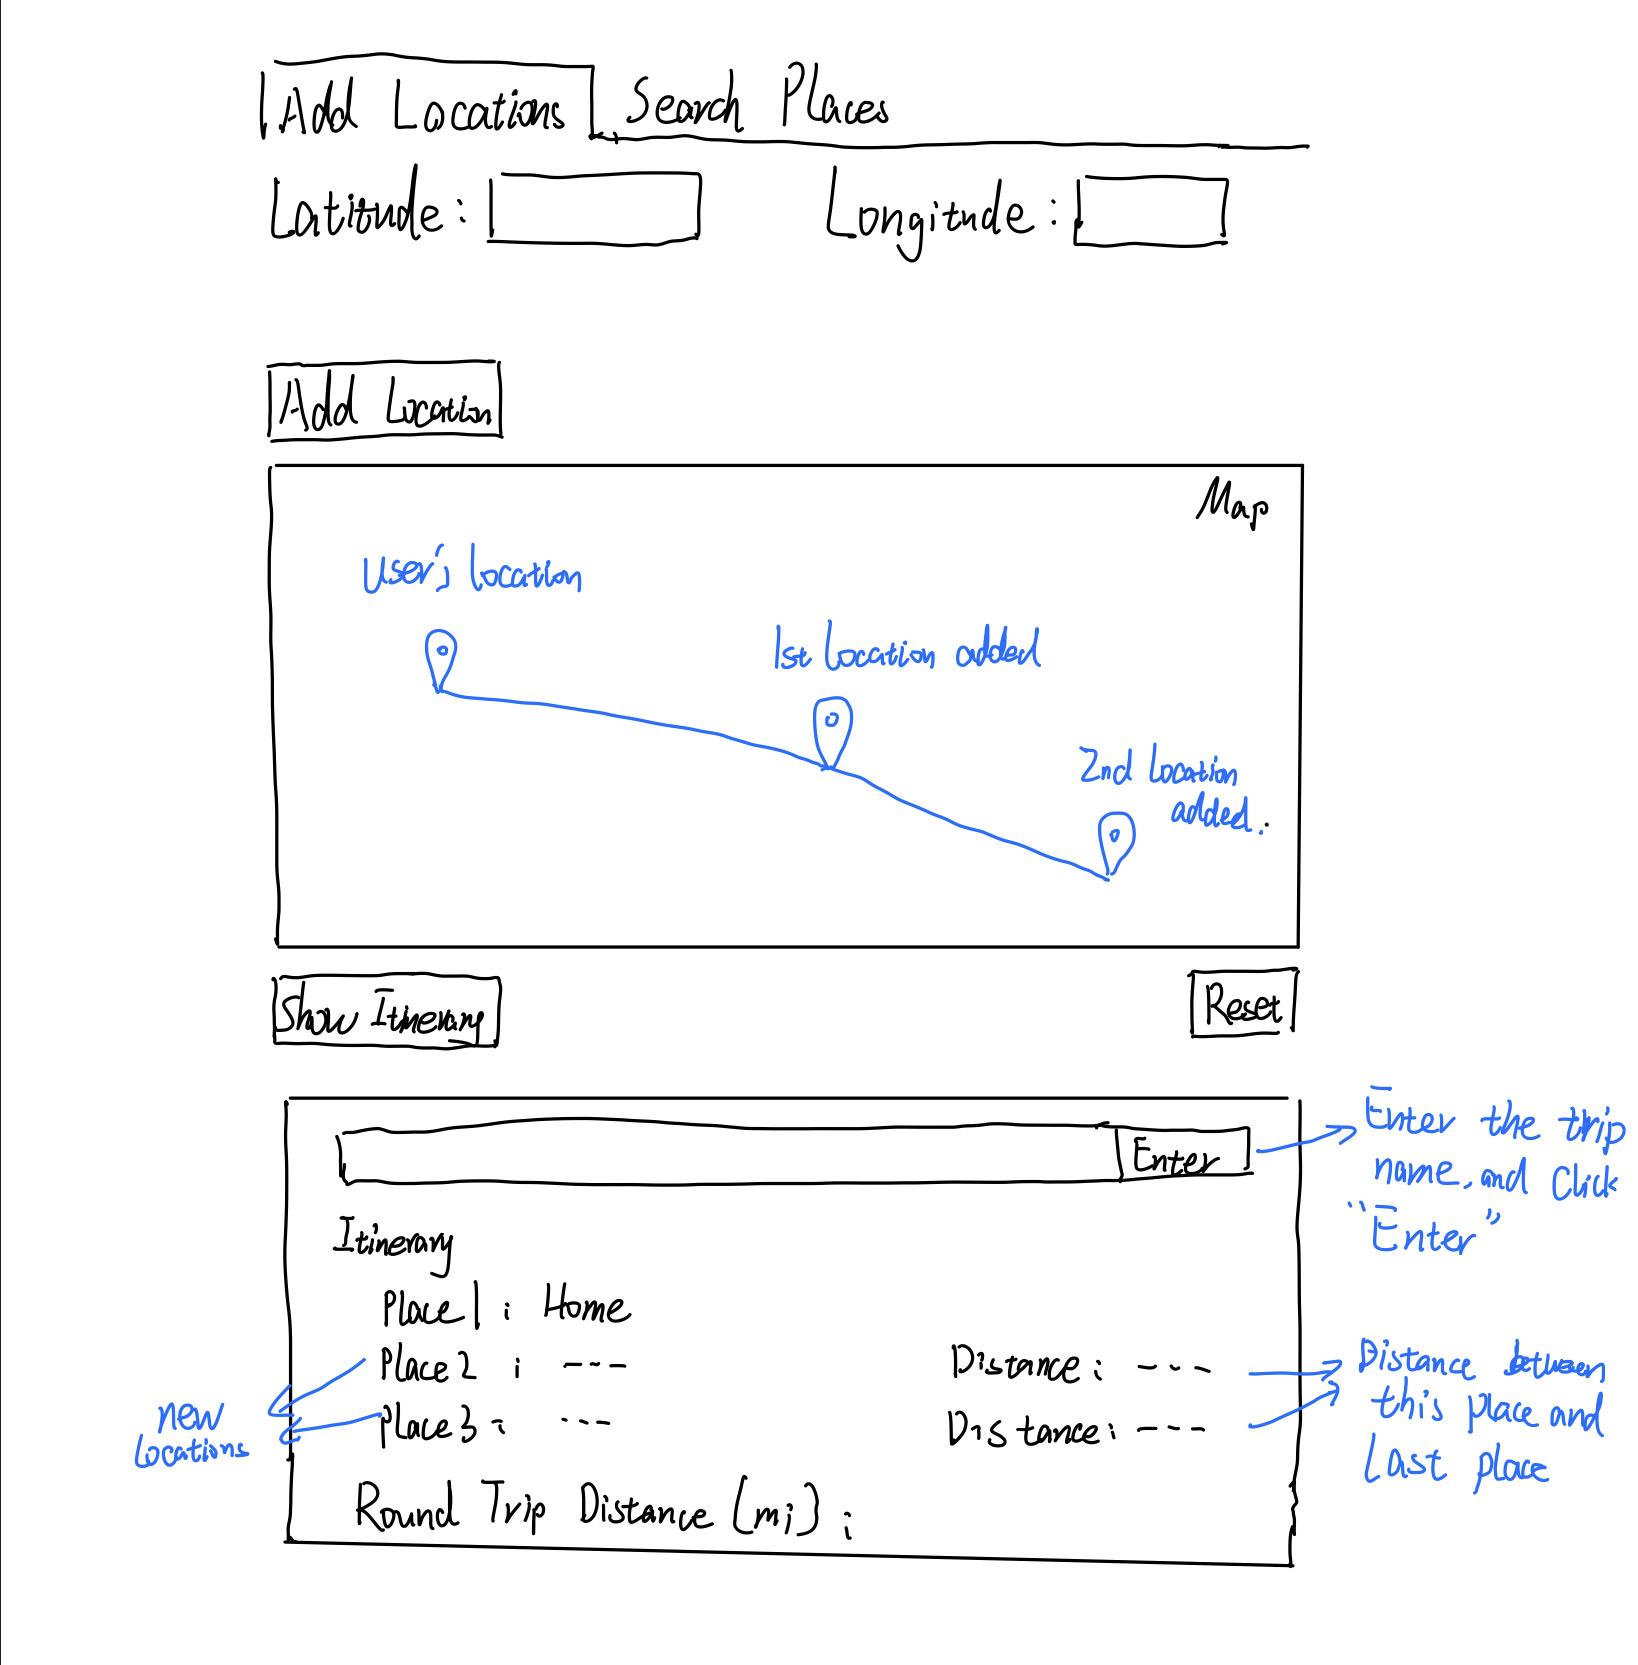 Add Locations Search Places
Latitude: Longitude:
Add Location
Map
User's location
1st location added
2nd location
added.
Show Itinerary Reset
Enter
Enter the trip
name, and click
"Enter"
Itinerary
Place 1: Home
Place 2: --- Distance: ---
Place 3: --- Distance: ---
new
locations
Distance between
this place and
Last place
Round Trip Distance (mi):